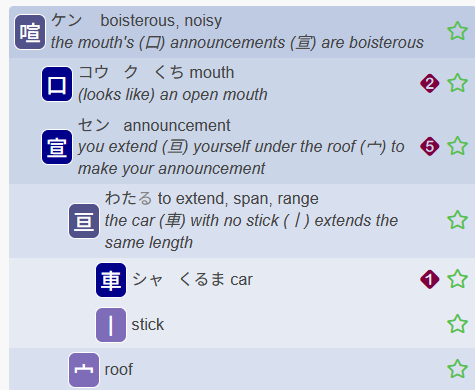 喧 ケン boisterous, noisy
the mouth's (口) announcements (宣) are boisterous
口 コウ ク くち mouth
(looks like) an open mouth
2
宣 セン announcement
you extend (亘) yourself under the roof (宀) to
make your announcement
5
亘 わたる to extend, span, range
the car (車) with no stick (丨) extends the
same length
車 シャ くるま car
1
丨 stick
宀 roof